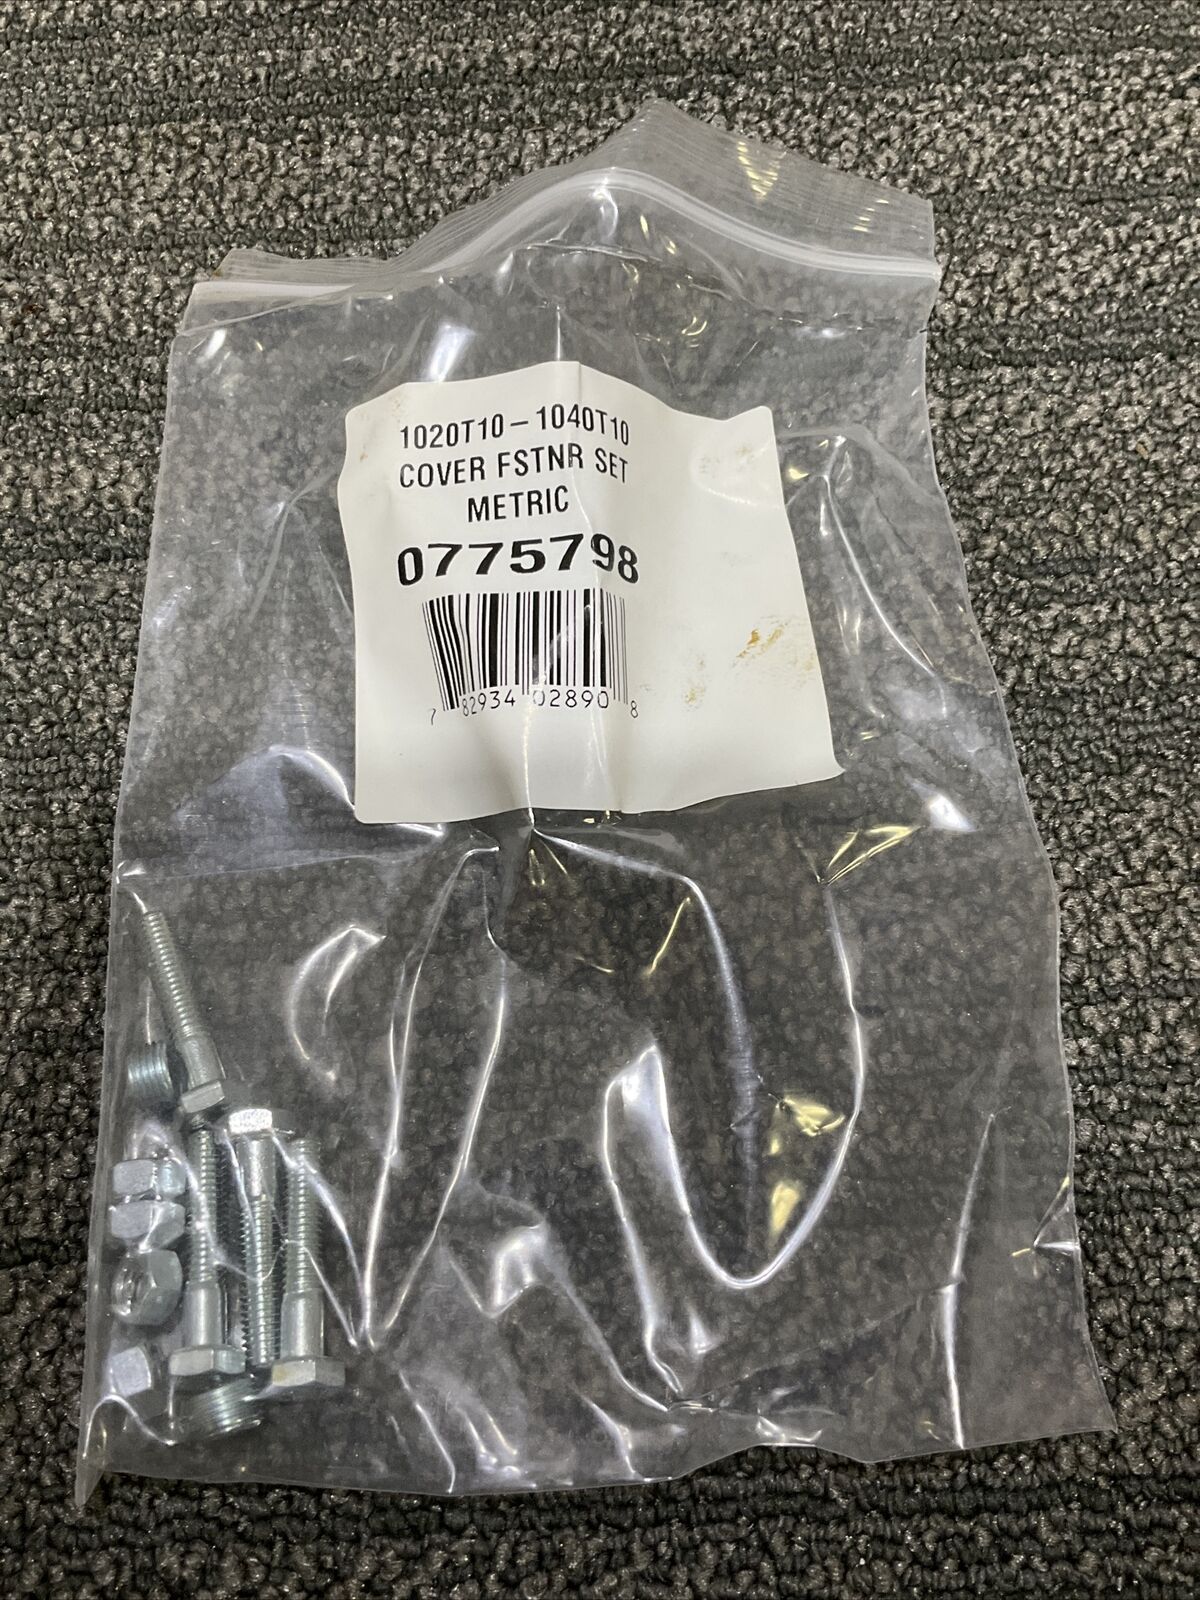 1020T10-1040T10
COVER FSTNR SET
METRIC
0775798
7 82934 02890 8